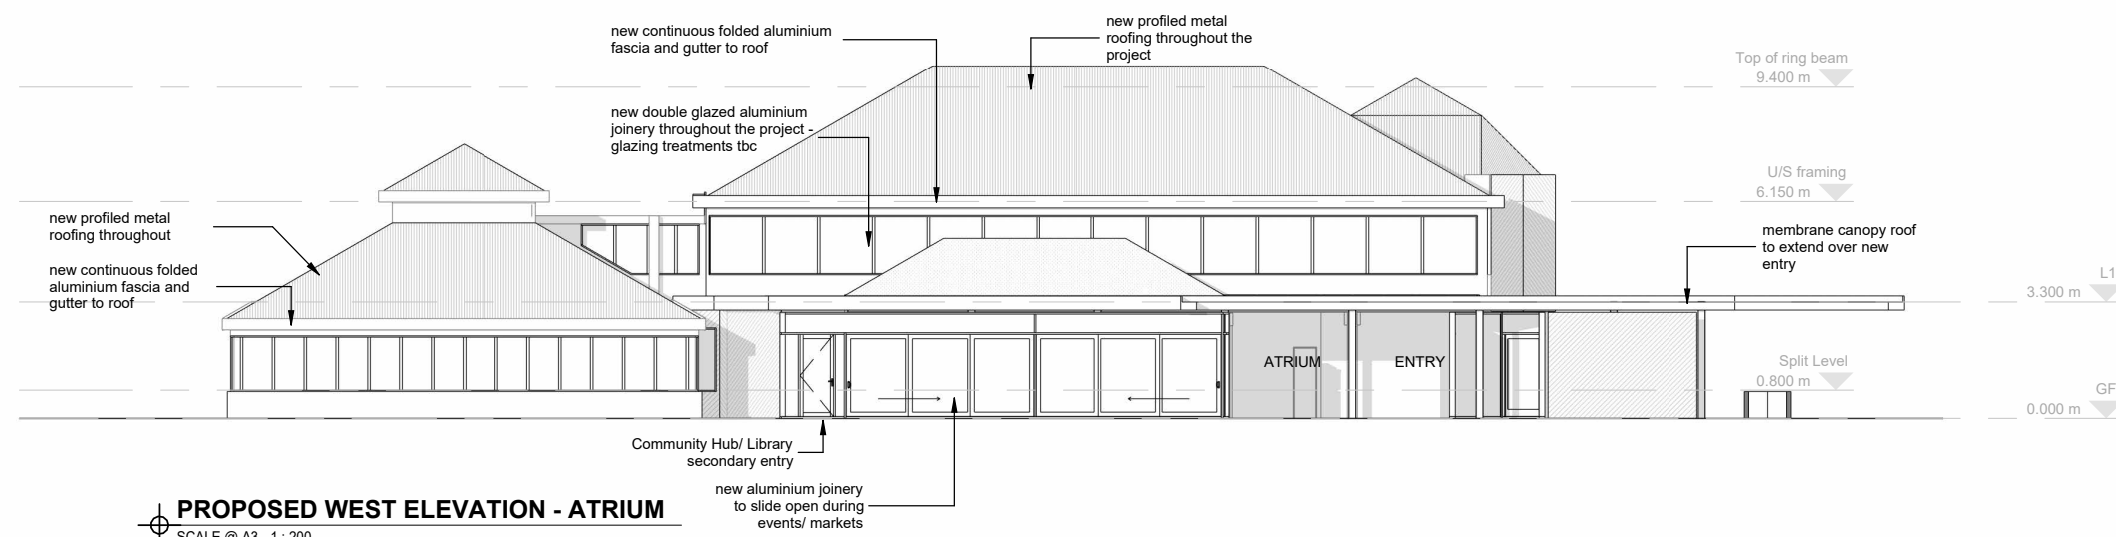 new continuous folded aluminium
fascia and gutter to roof
new profiled metal
roofing throughout the
project
Top of ring beam
9.400 m
new double glazed aluminium
joinery throughout the project -
glazing treatments tbc
U/S framing
6.150 m
new profiled metal
roofing throughout
membrane canopy roof
to extend over new
entry
new continuous folded
aluminium fascia and
gutter to roof
L1
3.300 m
ATRIUM
ENTRY
Split Level
0.800 m
GF
0.000 m
Community Hub/ Library
secondary entry
new aluminium joinery
to slide open during
events/ markets
PROPOSED WEST ELEVATION - ATRIUM
SCALE @ A3 1 : 200